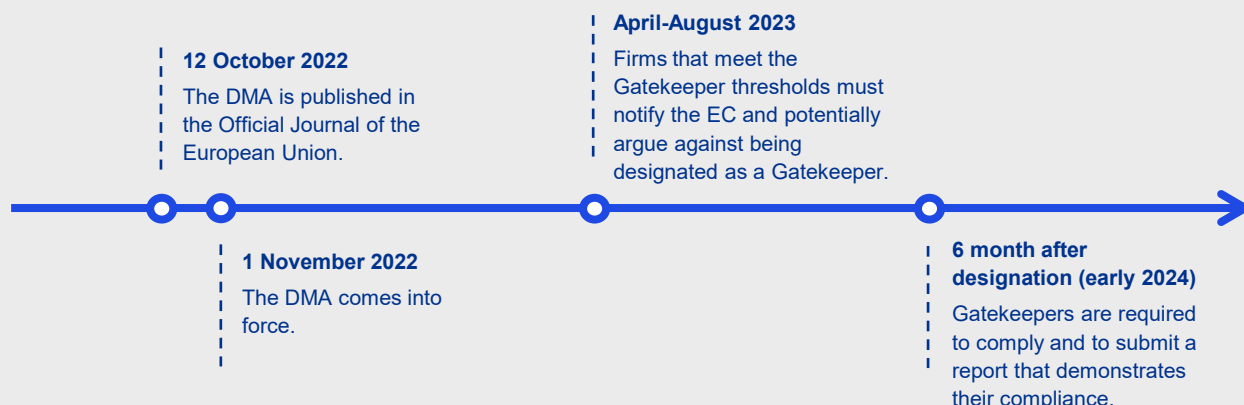 12 October 2022
The DMA is published in
the Official Journal of the
European Union.
1 November 2022
The DMA comes into
force.
April-August 2023
Firms that meet the
Gatekeeper thresholds must
notify the EC and potentially
argue against being
designated as a Gatekeeper.
6 month after
designation (early 2024)
Gatekeepers are required
to comply and to submit a
report that demonstrates
their compliance.